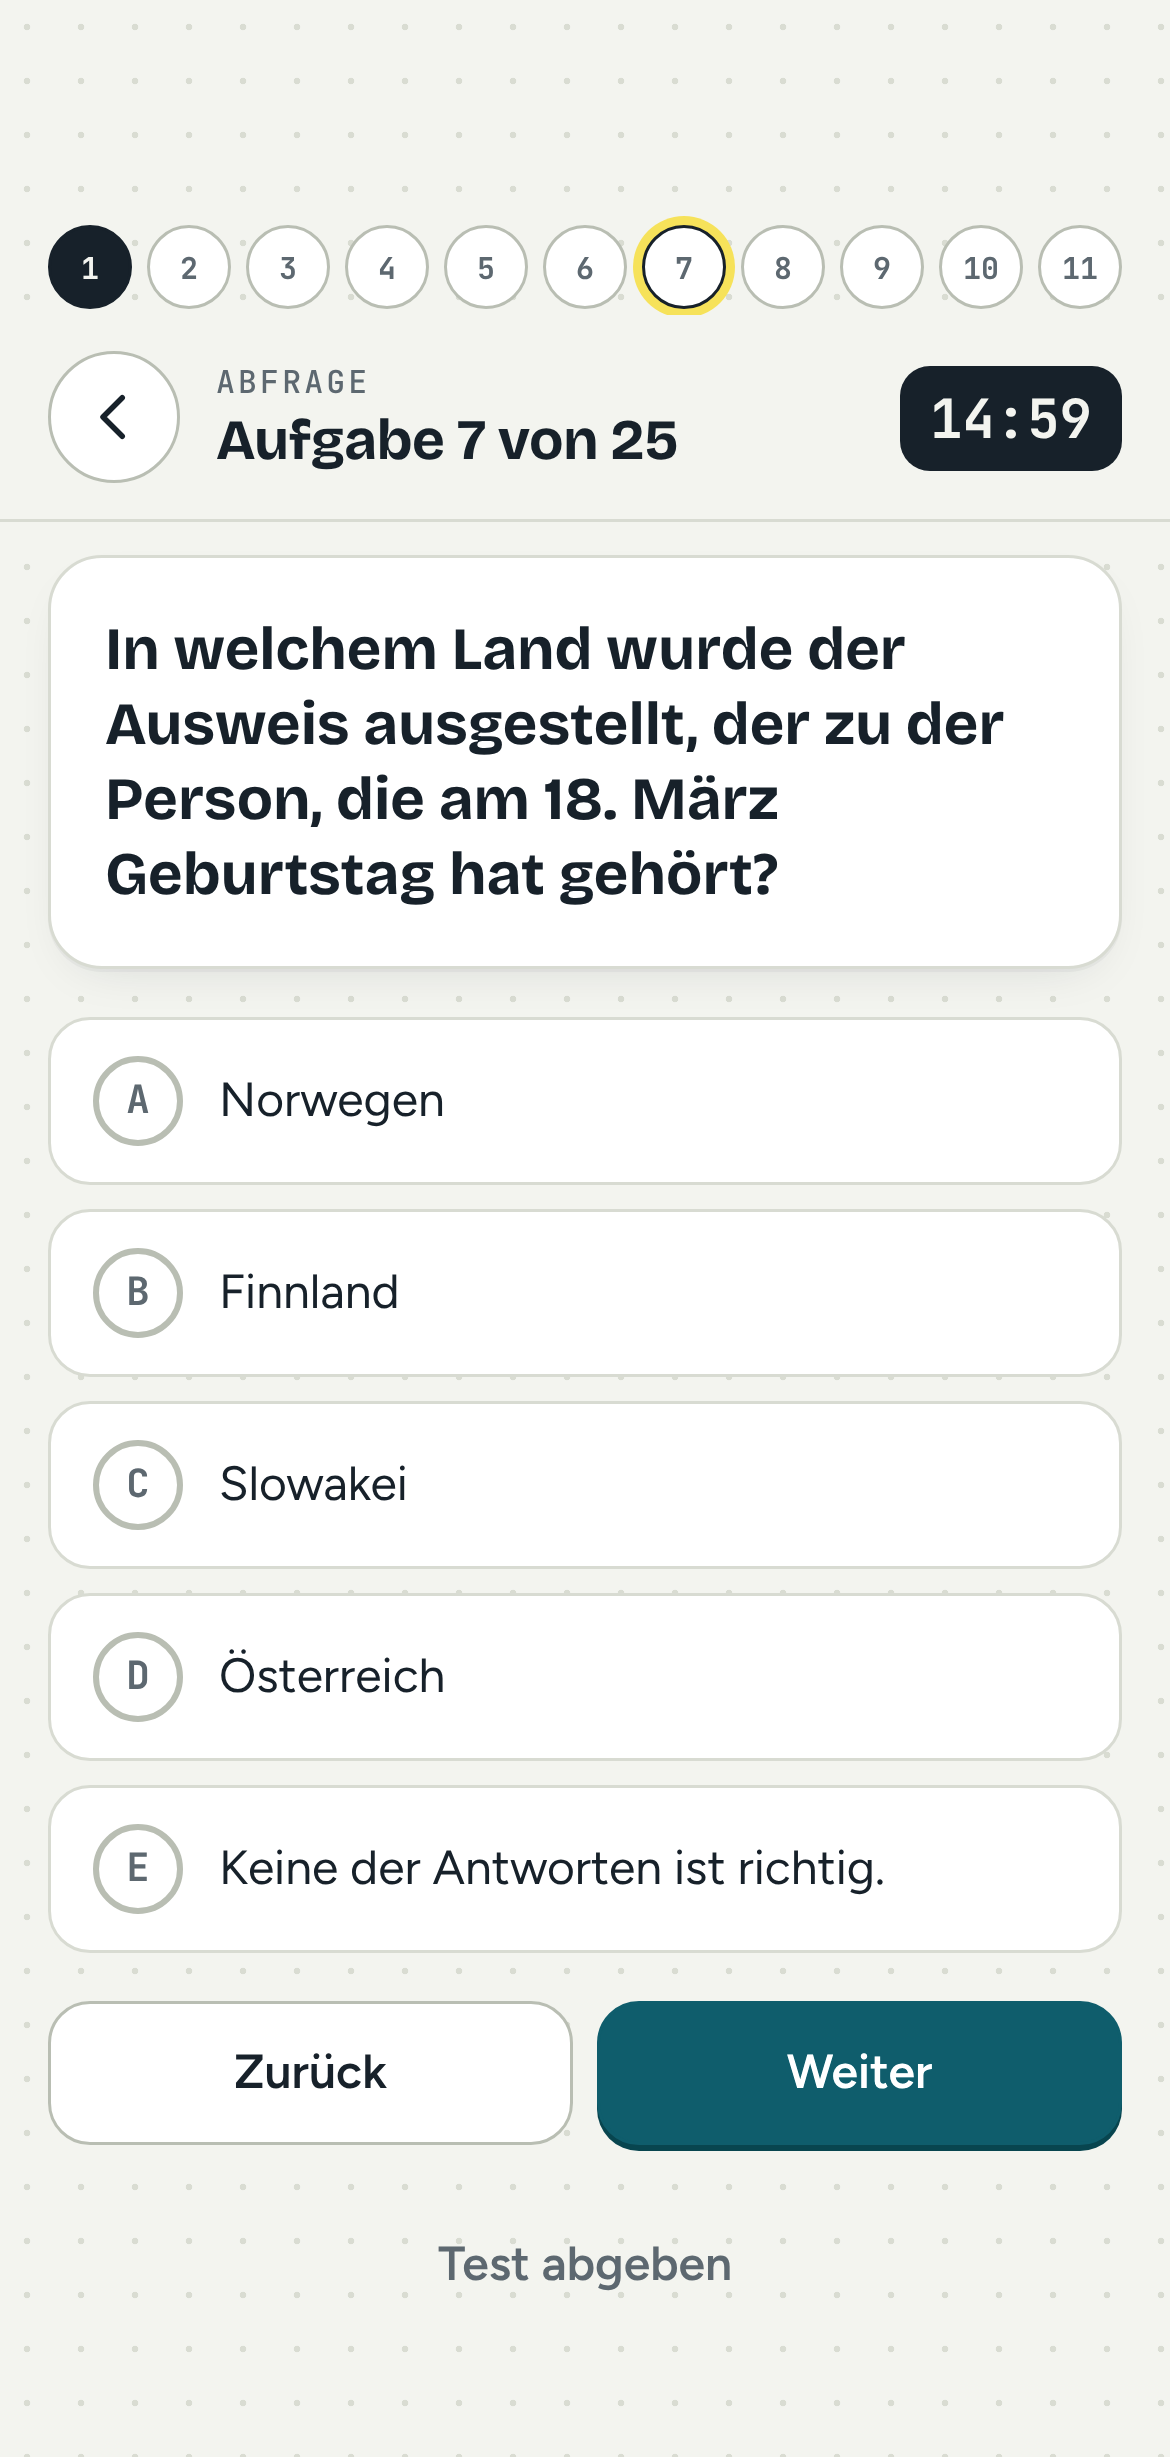 1 2 3 4 5 6 7 8 9 10 11
ABFRAGE
Aufgabe 7 von 25
14:59
In welchem Land wurde der
Ausweis ausgestellt, der zu der
Person, die am 18. März
Geburtstag hat gehört?
A Norwegen
B Finnland
C Slowakei
D Österreich
E Keine der Antworten ist richtig.
Zurück
Weiter
Test abgeben